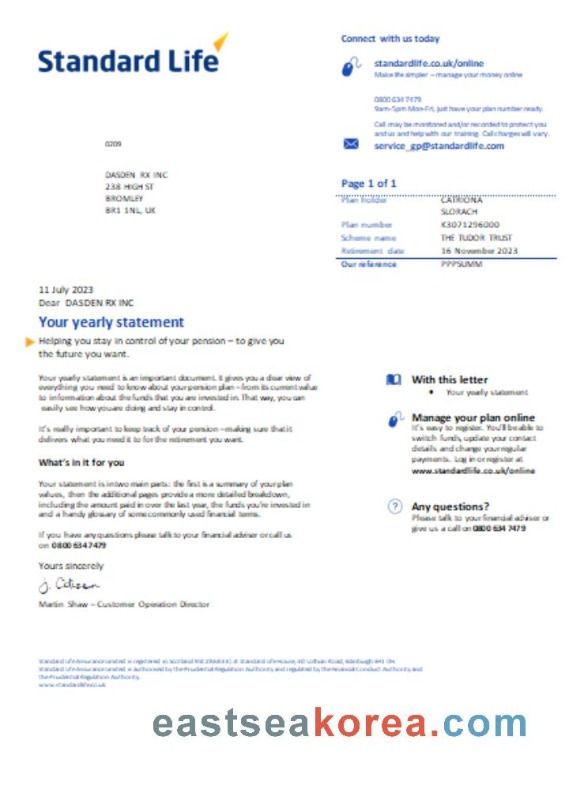 Standard Life
Connect with us today
standardlife.co.uk/online
Make life simpler – manage your money online
0800 634 7479
9am-5pm Mon-Fri, just have your plan number ready.
Call may be monitored and/or recorded to protect you
and us and help with our training. Call charges will vary.
service_gp@standardlife.com
0209
DASDEN RX INC
238 HIGH ST
BROMLEY
BR1 1NL, UK
Page 1 of 1
Plan holder CATRIONA
SLORACH
Plan number K3071296000
Scheme name THE TUDOR TRUST
Retirement date 16 November 2023
Our reference PPPSUMM
11 July 2023
Dear DASDEN RX INC
Your yearly statement
Helping you stay in control of your pension – to give you
the future you want.
Your yearly statement is an important document. It gives you a clear view of
everything you need to know about your pension plan – from its current value
to information about the funds that you are invested in. That way, you can
easily see how you are doing and stay in control.
It's really important to keep track of your pension – making sure that it
delivers what you need it to for the retirement you want.
What's in it for you
Your statement is in two main parts: the first is a summary of your plan
values, then the additional pages provide a more detailed breakdown,
including the amount paid in over the last year, the funds you're invested in
and a handy glossary of some commonly used financial terms.
If you have any questions please talk to your financial adviser or call us
on 0800 634 7479
Yours sincerely
J. Citizen
Martin Shaw – Customer Operation Director
With this letter
• Your yearly statement
Manage your plan online
It's easy to register. You'll be able to
switch funds, update your contact
details and change your regular
payments. Log in or register at
www.standardlife.co.uk/online
? Any questions?
Please talk to your financial adviser or
give us a call on 0800 634 7479
Standard Life Assurance Limited is registered in Scotland at Standard Life House, 30 Lothian Road, Edinburgh EH1
Standard Life Assurance Limited is authorised by the Prudential Regulation Authority and regulated by the Financial Conduct Authority and
the Prudential Regulation Authority.
www.standardlife.co.uk
eastseakorea.com